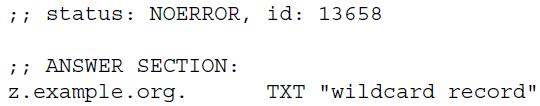 ;; status: NOERROR, id: 13658
;; ANSWER SECTION:
z.example.org. TXT "wildcard record"